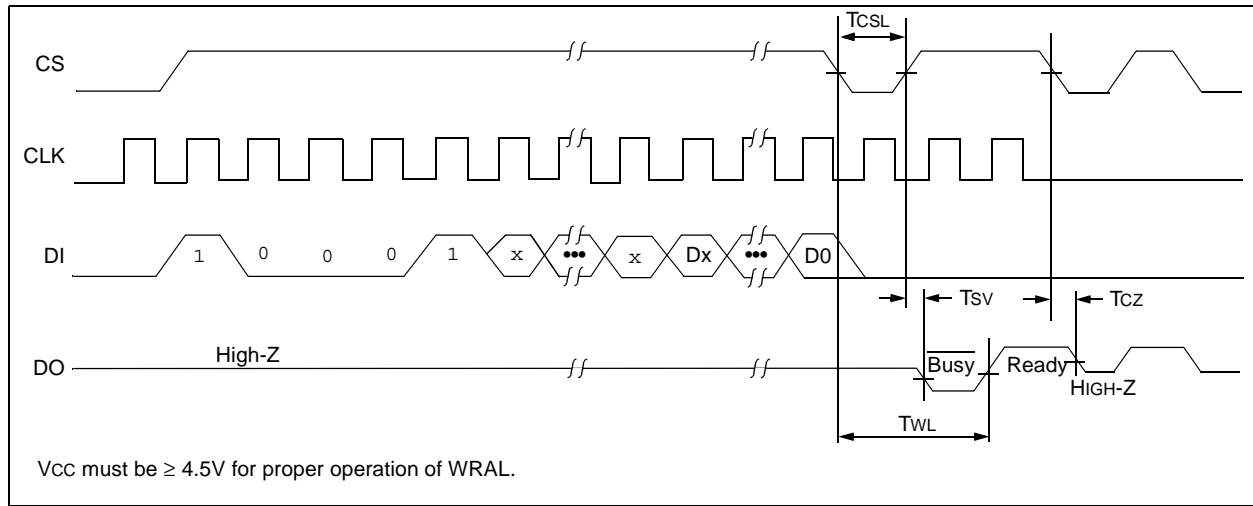 TCSL
CS
CLK
DI 1 0 0 0 1 x ••• x Dx ••• D0
TSV TCZ
DO High-Z Busy Ready HIGH-Z
TWL
VCC must be ≥ 4.5V for proper operation of WRAL.